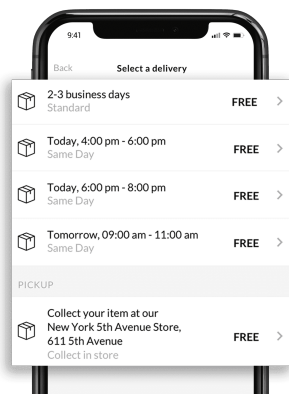 9:41
Back
Select a delivery
2-3 business days
FREE
Standard
Today, 4:00 pm - 6:00 pm
FREE
Same Day
Today, 6:00 pm - 8:00 pm
FREE
Same Day
Tomorrow, 09:00 am - 11:00 am
FREE
Same Day
PICKUP
Collect your item at our
New York 5th Avenue Store,
611 5th Avenue
FREE
Collect in store